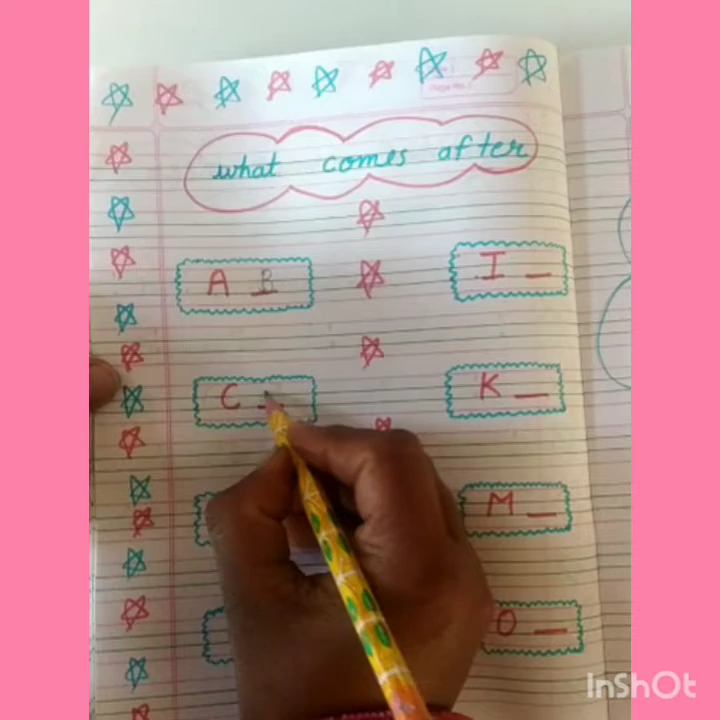 what comes after
A B I _
C _ K _
M _
O _
InShOt